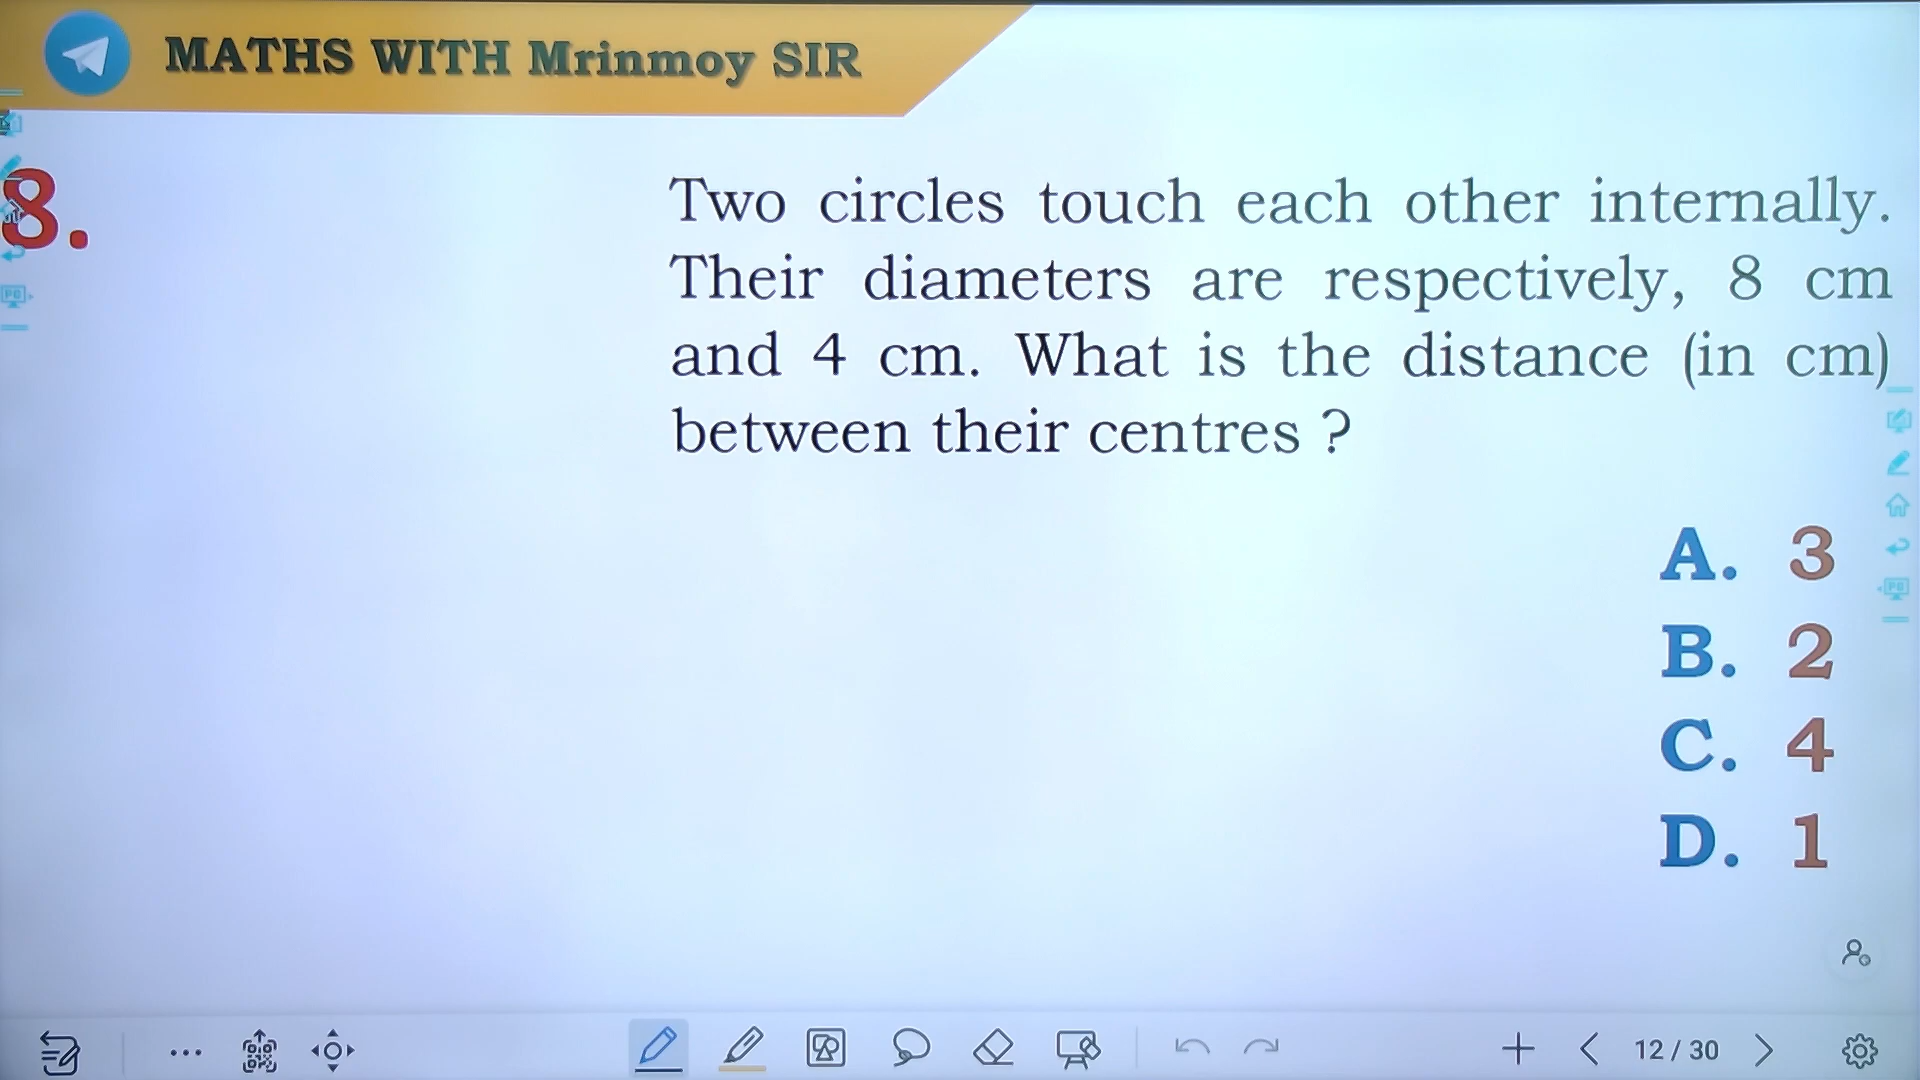 MATHS WITH Mrinmoy SIR
8.
Two circles touch each other internally.
Their diameters are respectively, 8 cm
and 4 cm. What is the distance (in cm)
between their centres ?
A. 3
B. 2
C. 4
D. 1
12 / 30